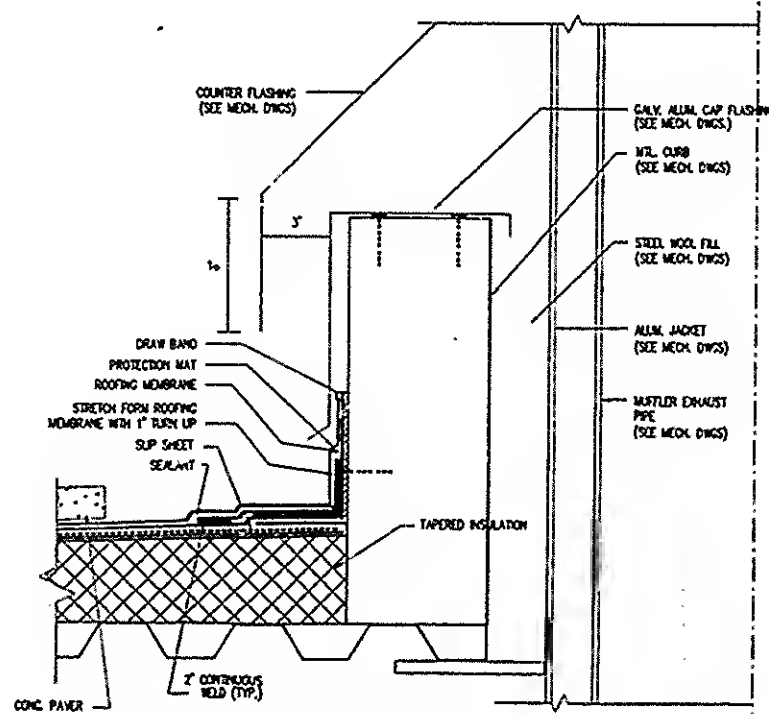 COUNTER FLASHING
(SEE MECH. DWGS)
GALV. ALUM. CAP FLASHING
(SEE MECH. DWGS.)
MTL. CURB
(SEE MECH. DWGS)
3"
STEEL WOOL FILL
(SEE MECH. DWGS)
DRAW BAND
PROTECTION MAT
ROOFING MEMBRANE
STRETCH FORM ROOFING
MEMBRANE WITH 1" TURN UP
SLIP SHEET
SEALANT
ALUM. JACKET
(SEE MECH. DWGS)
MUFFLER EXHAUST
PIPE
(SEE MECH. DWGS)
TAPERED INSULATION
2" CONTINUOUS
WELD (TYP.)
CONC. PAVER